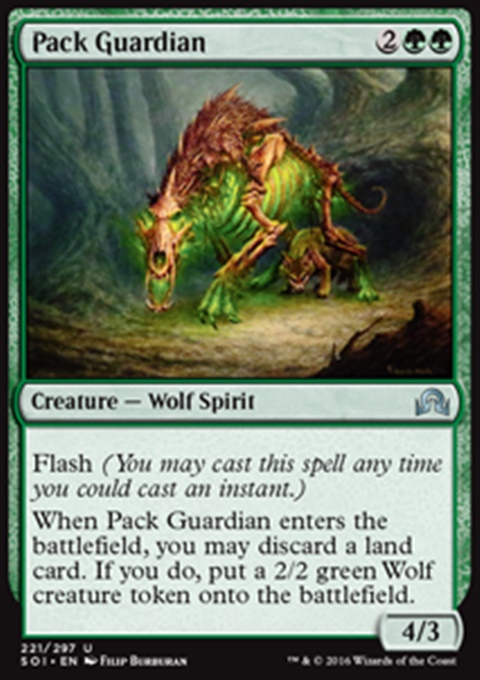 Pack Guardian 2
Creature — Wolf Spirit
Flash (You may cast this spell any time
you could cast an instant.)
When Pack Guardian enters the
battlefield, you may discard a land
card. If you do, put a 2/2 green Wolf
creature token onto the battlefield.
4/3
221/297 U
SOI • EN Filip Burburan
™ & © 2016 Wizards of the Coast